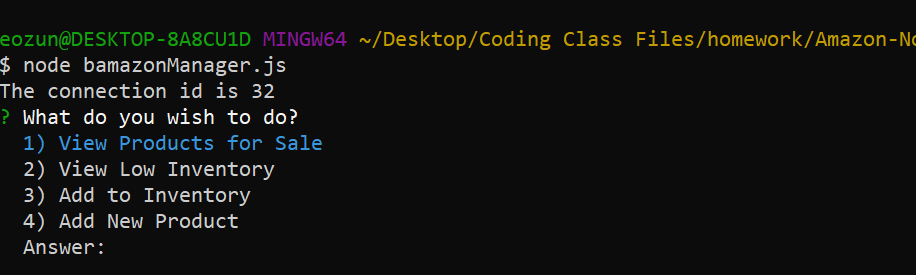 eozun@DESKTOP-8A8CU1D MINGW64 ~/Desktop/Coding Class Files/homework/Amazon-No
$ node bamazonManager.js
The connection id is 32
? What do you wish to do?
1) View Products for Sale
2) View Low Inventory
3) Add to Inventory
4) Add New Product
Answer: